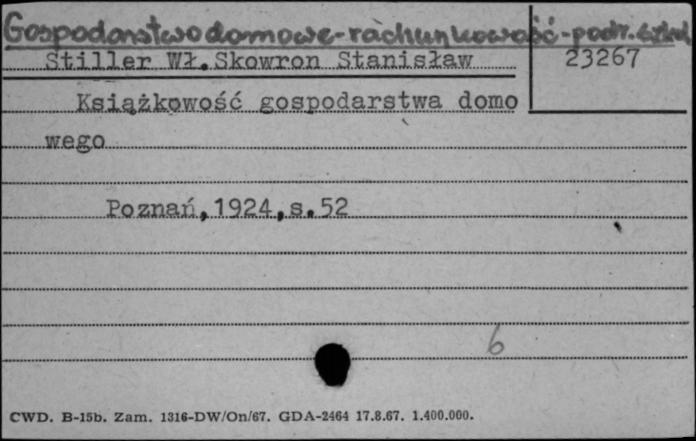 Gospodarstwo domowe - rachunkowość - podr. szkol
Stiller Wł. Skowron Stanisław
23267
Książkowość gospodarstwa domo
wego
Poznań, 1924, s. 52
6
CWD. B-15b. Zam. 1316-DW/On/67. GDA-2464 17.8.67. 1.400.000.